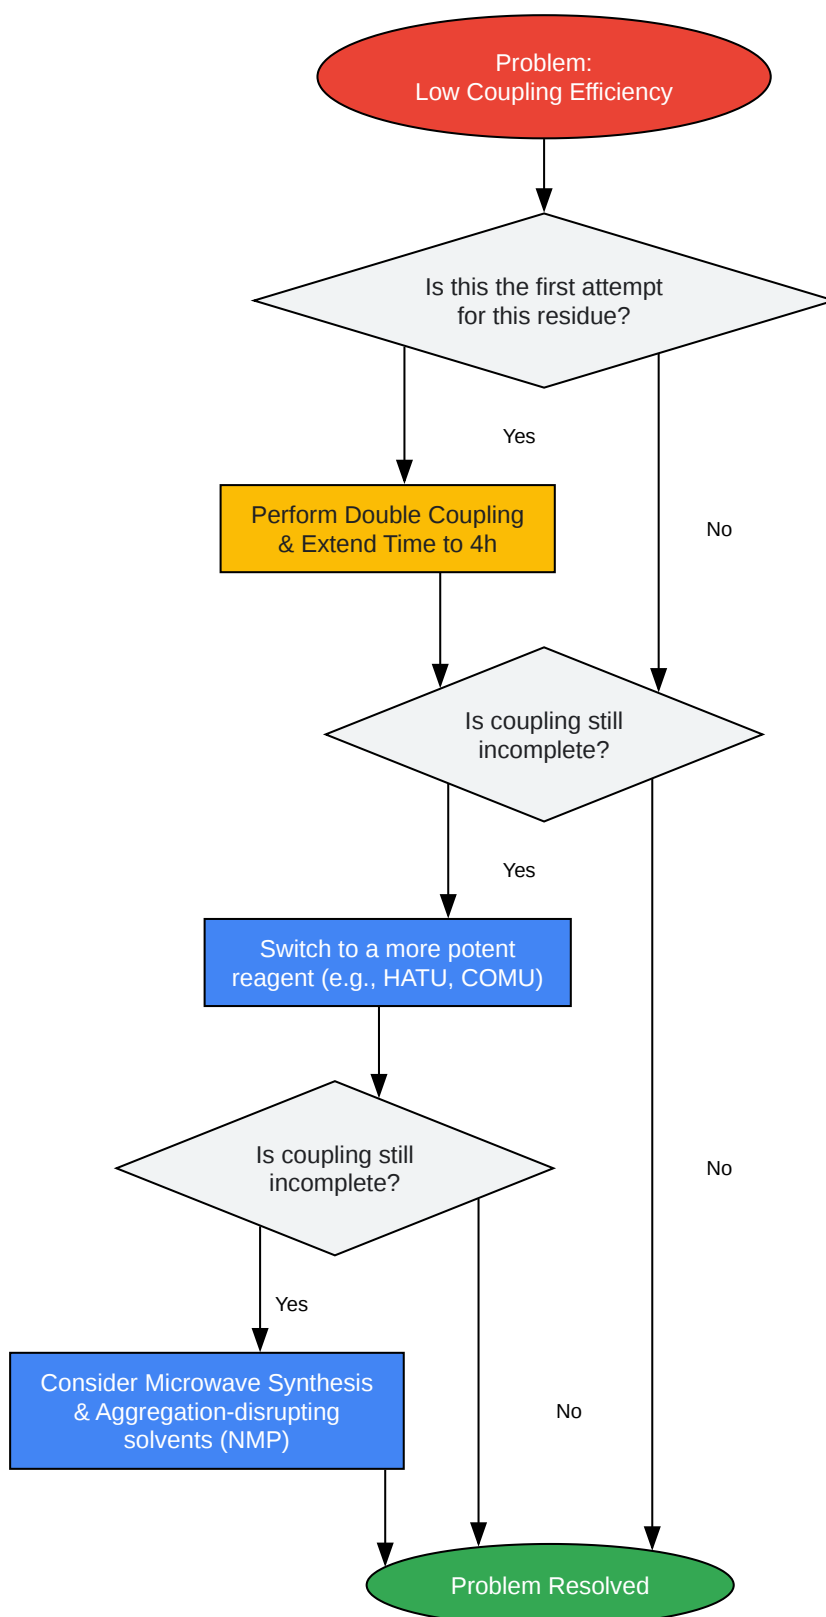 Problem:
Low Coupling Efficiency
Is this the first attempt
for this residue?
Yes
Perform Double Coupling
& Extend Time to 4h
No
Is coupling still
incomplete?
Yes
Switch to a more potent
reagent (e.g., HATU, COMU)
Is coupling still
incomplete?
No
Yes
Consider Microwave Synthesis
& Aggregation-disrupting
solvents (NMP)
No
Problem Resolved